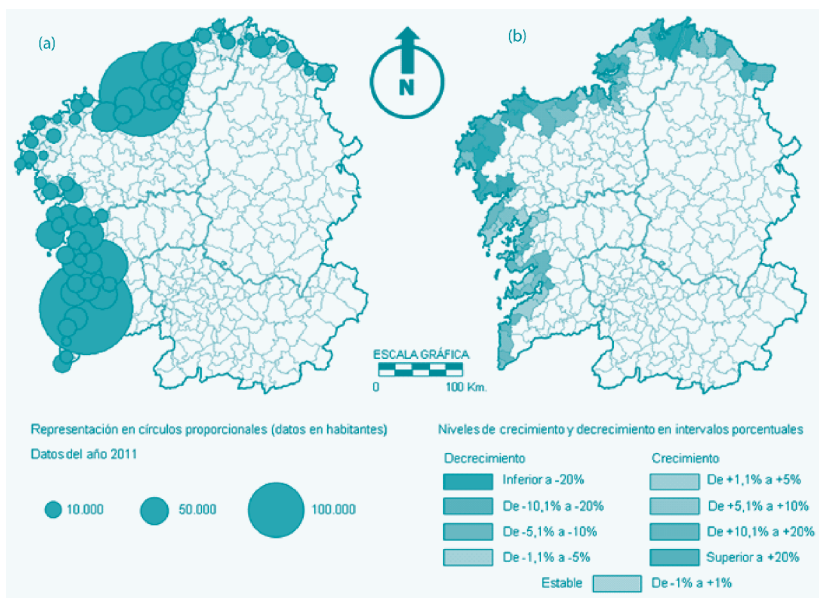 (a)
(b)
N
ESCALA GRÁFICA
0 100 Km.
Representación en círculos proporcionales (datos en habitantes)
Datos del año 2011
10.000
50.000
100.000
Niveles de crecimiento y decrecimiento en intervalos porcentuales
Decrecimiento
Inferior a -20%
De -10,1% a -20%
De -5,1% a -10%
De -1,1% a -5%
Crecimiento
De +1,1% a +5%
De +5,1% a +10%
De +10,1% a +20%
Superior a +20%
Estable
De -1% a +1%